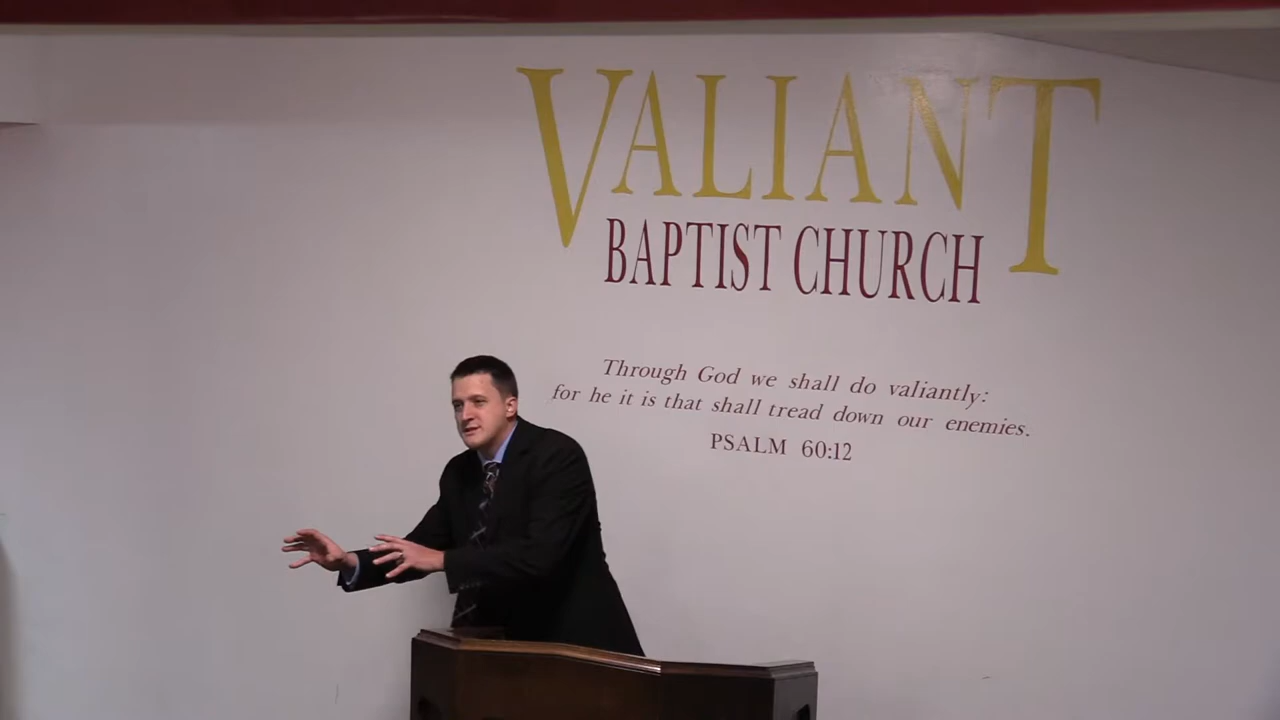 VALIANT
BAPTIST CHURCH
Through God we shall do valiantly:
for he it is that shall tread down our enemies.
PSALM 60:12